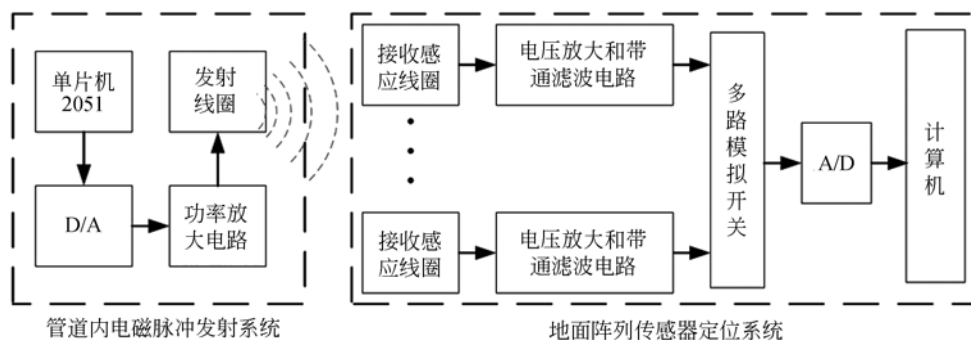 单片机
2051
发射
线圈
D/A
功率放
大电路
管道内电磁脉冲发射系统
接收感
应线圈
电压放大和带
通滤波电路
接收感
应线圈
电压放大和带
通滤波电路
多路模拟开关
A/D
计算机
地面阵列传感器定位系统